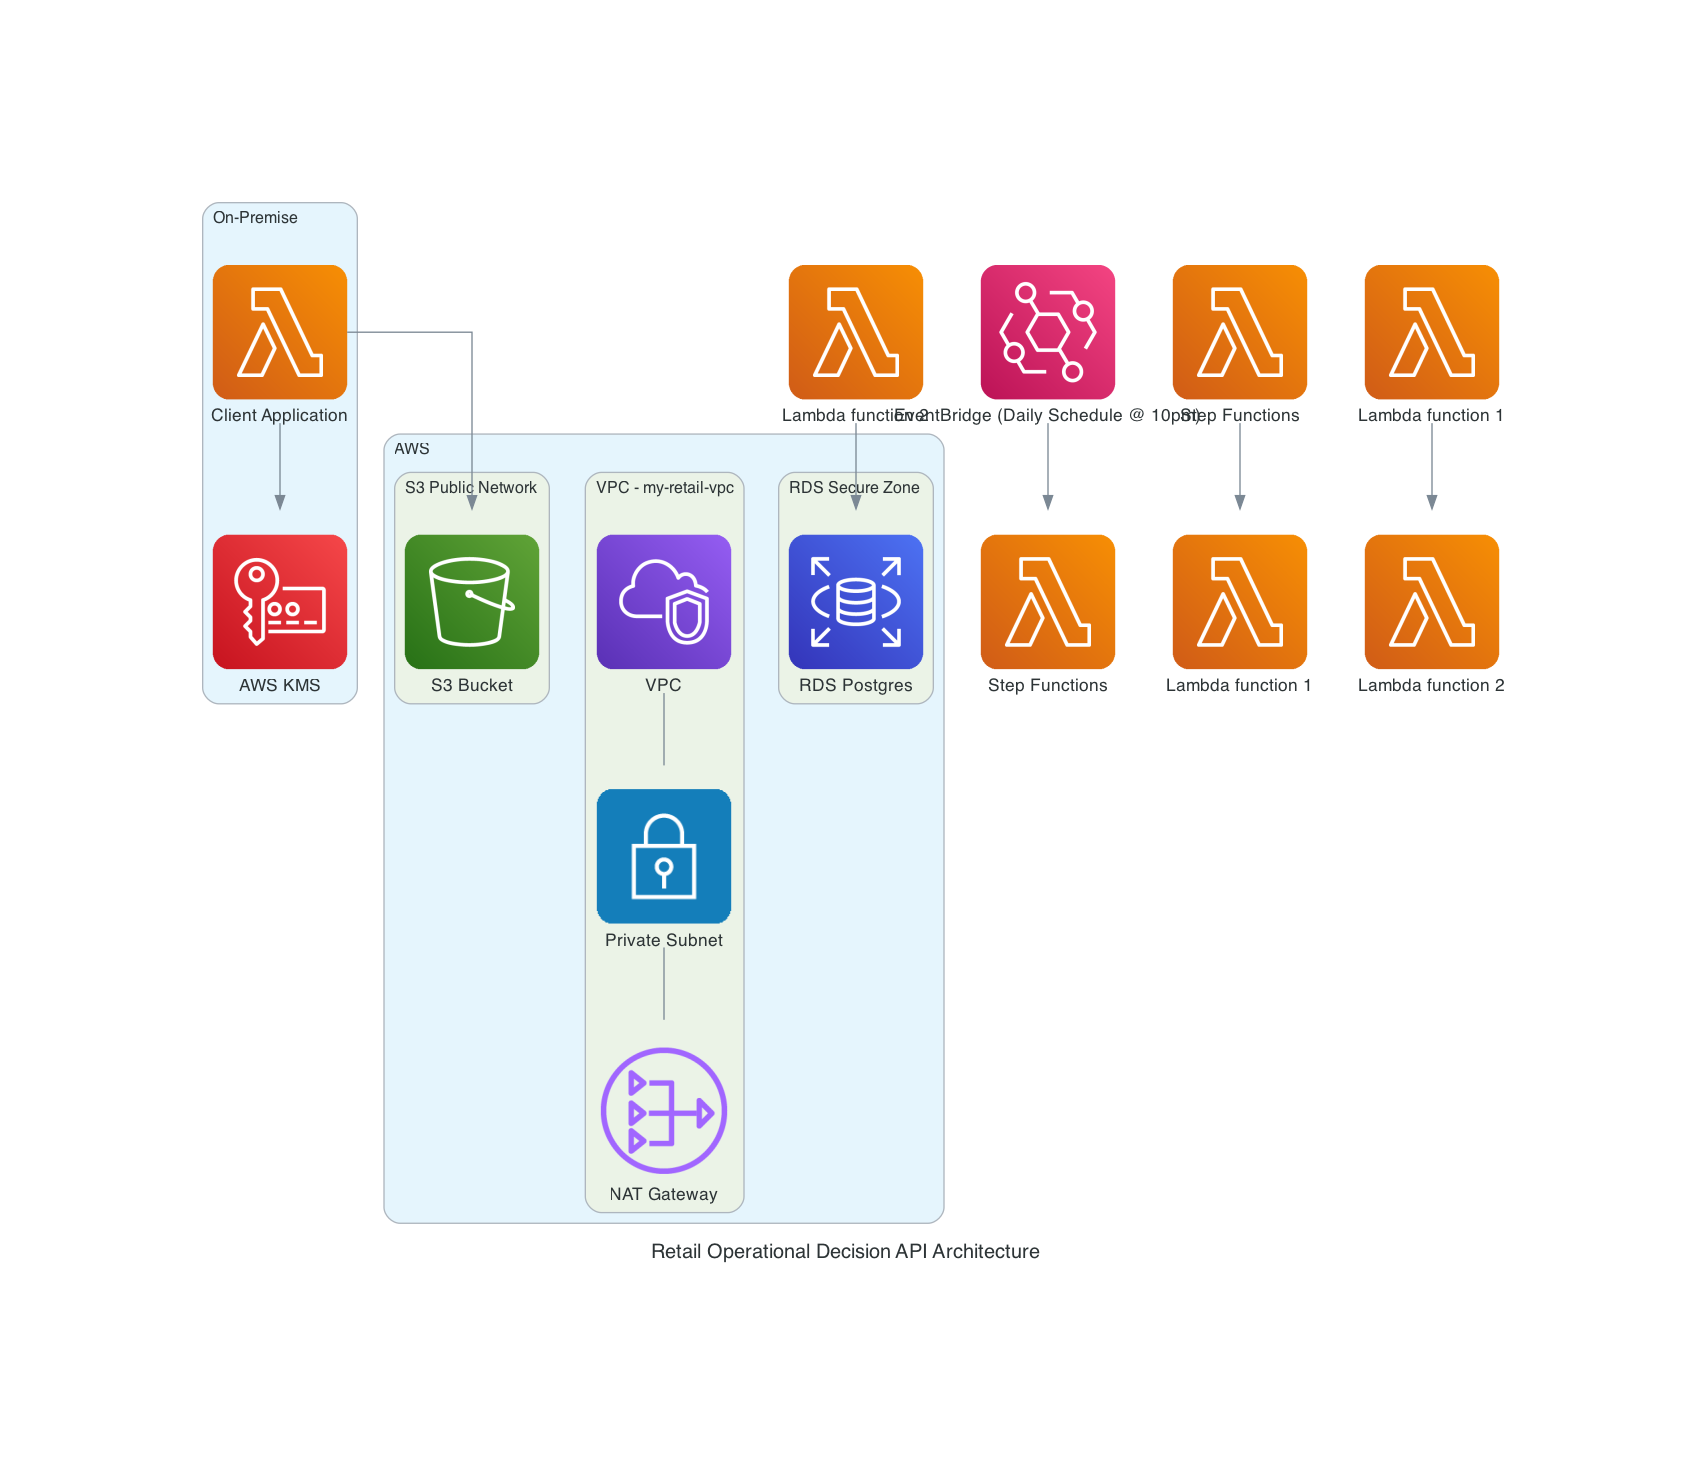 On-Premise
Client Application
Lambda function 2
EventBridge (Daily Schedule @ 10pm)
Step Functions
Lambda function 1
AWS
S3 Public Network
VPC - my-retail-vpc
RDS Secure Zone
AWS KMS
S3 Bucket
VPC
RDS Postgres
Step Functions
Lambda function 1
Lambda function 2
Private Subnet
NAT Gateway
Retail Operational Decision API Architecture